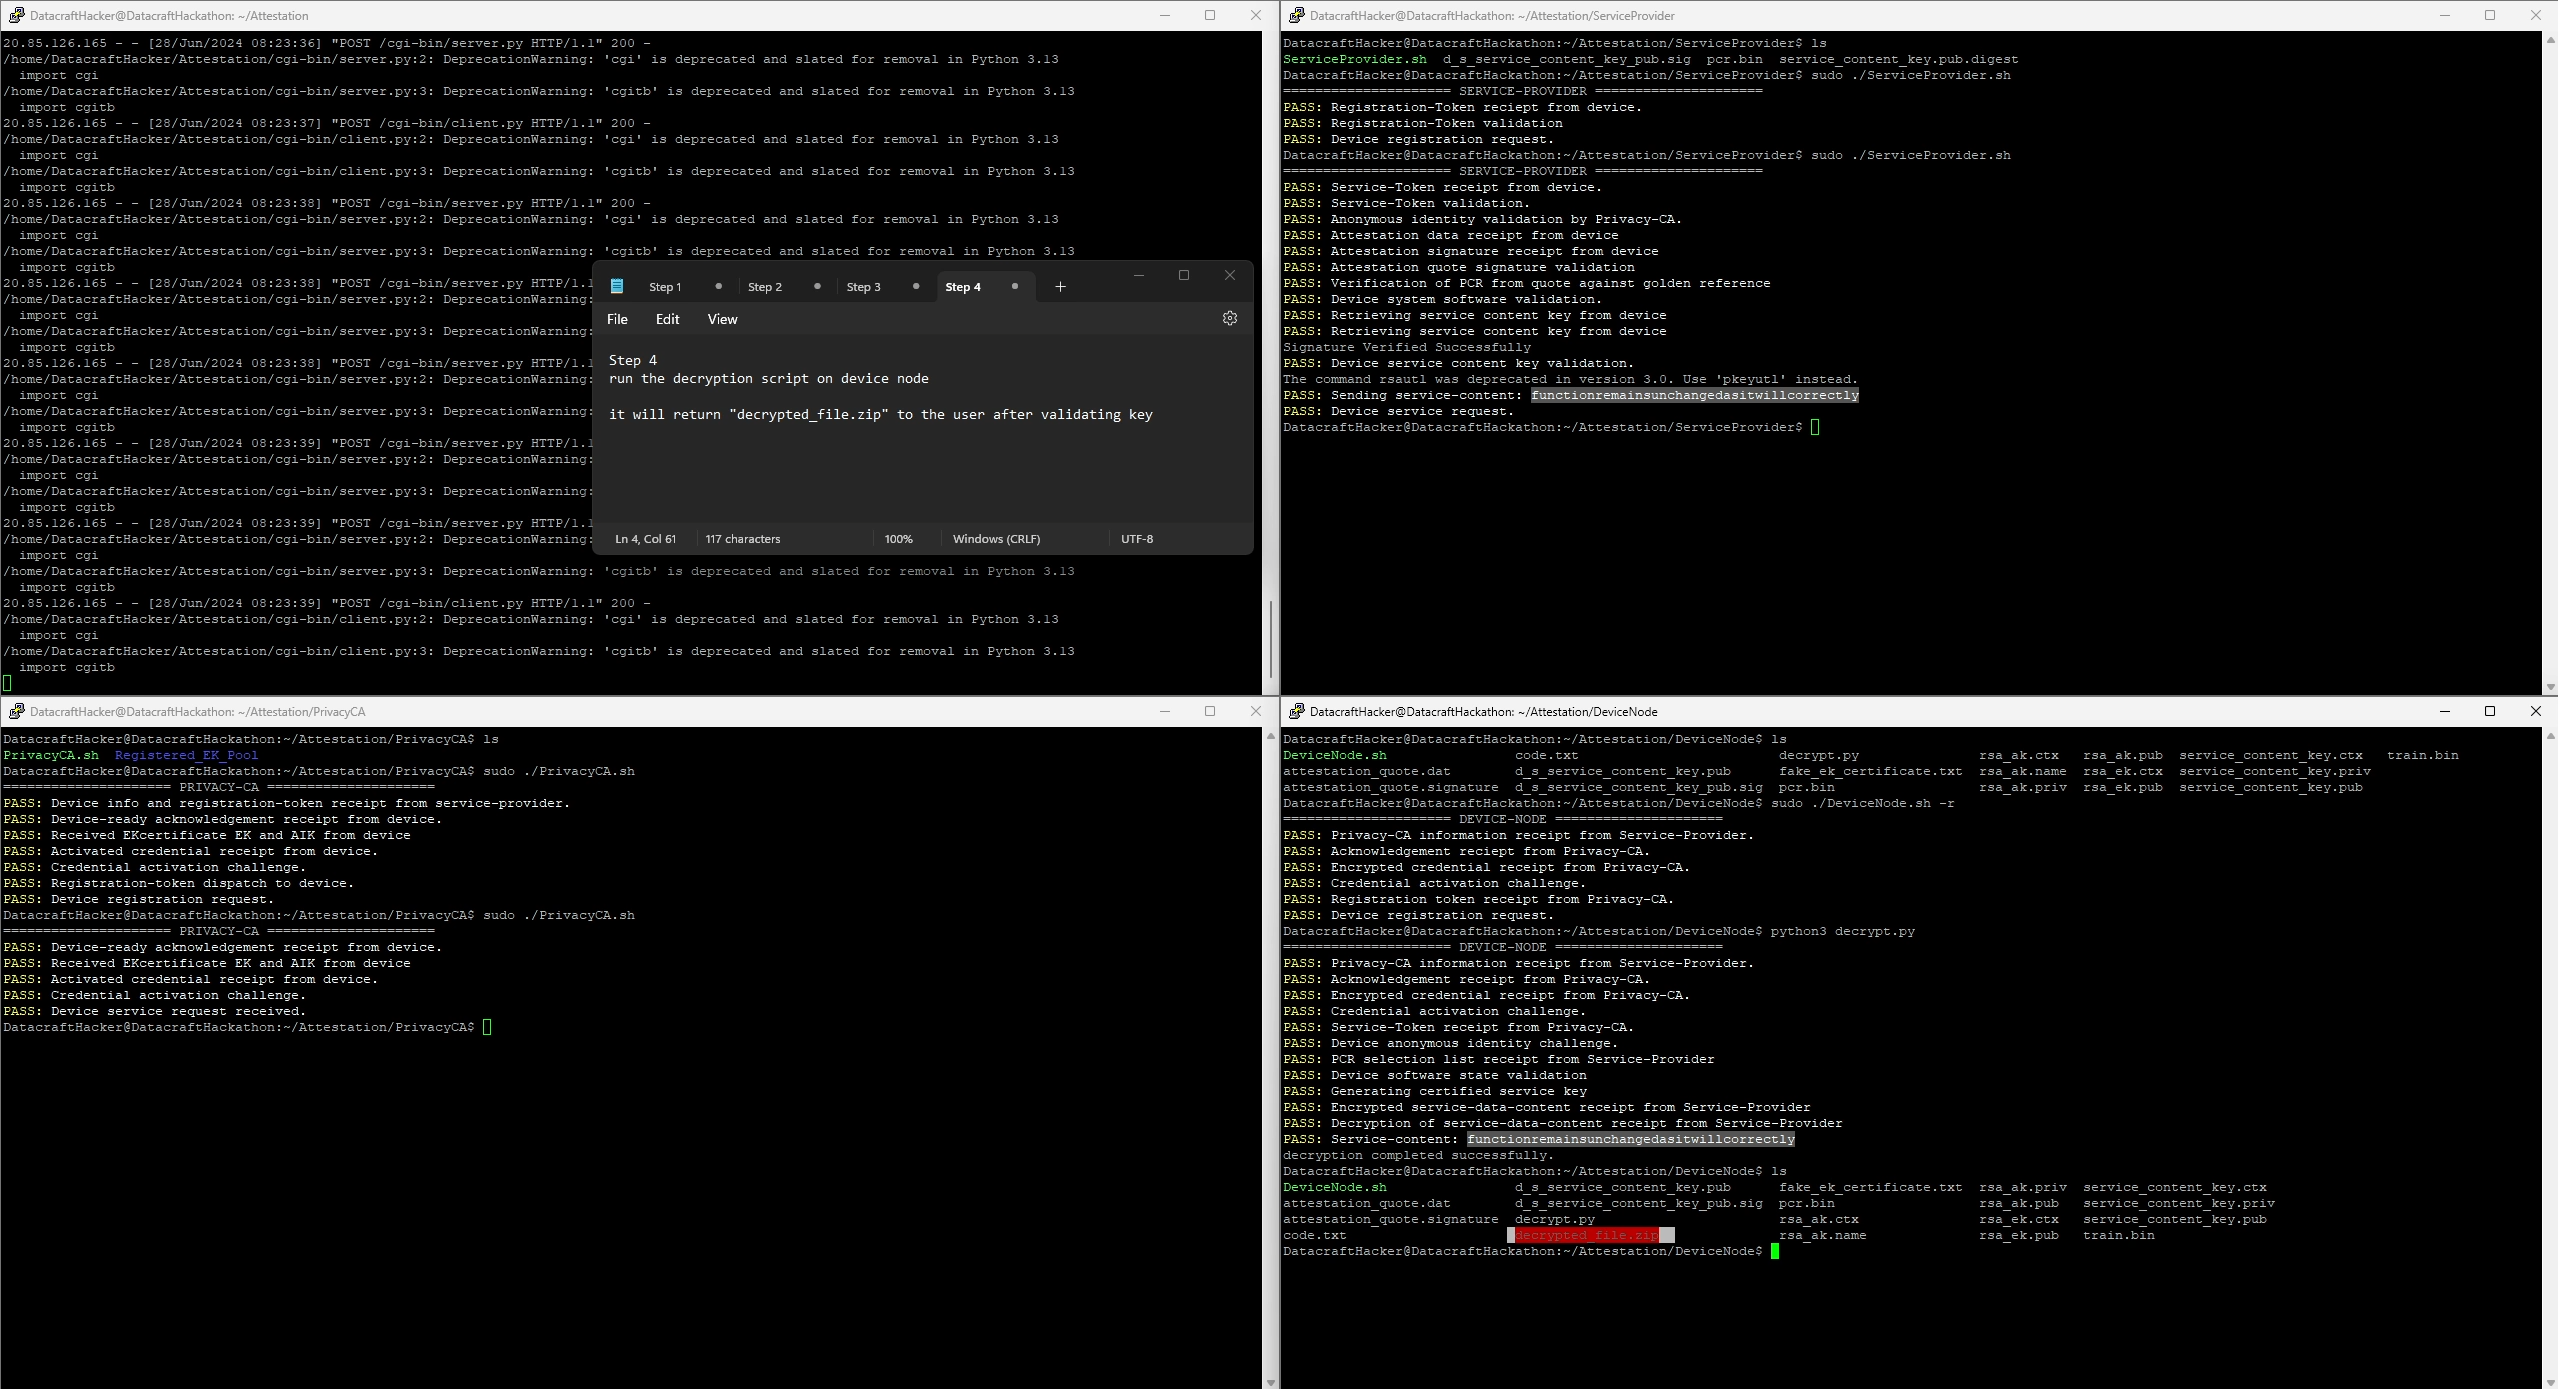 DatacraftHacker@DatacraftHackathon: ~/Attestation
20.85.126.165 - - [28/Jun/2024 08:23:36] "POST /cgi-bin/server.py HTTP/1.1" 200 -
/home/DatacraftHacker/Attestation/cgi-bin/server.py:2: DeprecationWarning: 'cgi' is deprecated and slated for removal in Python 3.13
import cgi
/home/DatacraftHacker/Attestation/cgi-bin/server.py:3: DeprecationWarning: 'cgitb' is deprecated and slated for removal in Python 3.13
import cgitb
20.85.126.165 - - [28/Jun/2024 08:23:37] "POST /cgi-bin/client.py HTTP/1.1" 200 -
/home/DatacraftHacker/Attestation/cgi-bin/client.py:2: DeprecationWarning: 'cgi' is deprecated and slated for removal in Python 3.13
import cgi
/home/DatacraftHacker/Attestation/cgi-bin/client.py:3: DeprecationWarning: 'cgitb' is deprecated and slated for removal in Python 3.13
import cgitb
20.85.126.165 - - [28/Jun/2024 08:23:38] "POST /cgi-bin/server.py HTTP/1.1" 200 -
/home/DatacraftHacker/Attestation/cgi-bin/server.py:2: DeprecationWarning: 'cgi' is deprecated and slated for removal in Python 3.13
import cgi
/home/DatacraftHacker/Attestation/cgi-bin/server.py:3: DeprecationWarning: 'cgitb' is deprecated and slated for removal in Python 3.13
import cgitb
20.85.126.165 - - [28/Jun/2024 08:23:38] "POST /cgi-bin/server.py HTTP/1.1
/home/DatacraftHacker/Attestation/cgi-bin/server.py:2: DeprecationWarning:
import cgi
/home/DatacraftHacker/Attestation/cgi-bin/server.py:3: DeprecationWarning:
import cgitb
20.85.126.165 - - [28/Jun/2024 08:23:38] "POST /cgi-bin/server.py HTTP/1.1
/home/DatacraftHacker/Attestation/cgi-bin/server.py:2: DeprecationWarning:
import cgi
/home/DatacraftHacker/Attestation/cgi-bin/server.py:3: DeprecationWarning:
import cgitb
20.85.126.165 - - [28/Jun/2024 08:23:39] "POST /cgi-bin/server.py HTTP/1.1
/home/DatacraftHacker/Attestation/cgi-bin/server.py:2: DeprecationWarning:
import cgi
/home/DatacraftHacker/Attestation/cgi-bin/server.py:3: DeprecationWarning:
import cgitb
20.85.126.165 - - [28/Jun/2024 08:23:39] "POST /cgi-bin/server.py HTTP/1.1
/home/DatacraftHacker/Attestation/cgi-bin/server.py:2: DeprecationWarning:
import cgi
/home/DatacraftHacker/Attestation/cgi-bin/server.py:3: DeprecationWarning: 'cgitb' is deprecated and slated for removal in Python 3.13
import cgitb
20.85.126.165 - - [28/Jun/2024 08:23:39] "POST /cgi-bin/client.py HTTP/1.1" 200 -
/home/DatacraftHacker/Attestation/cgi-bin/client.py:2: DeprecationWarning: 'cgi' is deprecated and slated for removal in Python 3.13
import cgi
/home/DatacraftHacker/Attestation/cgi-bin/client.py:3: DeprecationWarning: 'cgitb' is deprecated and slated for removal in Python 3.13
import cgitb
Step 1 Step 2 Step 3 Step 4
File Edit View
Step 4
run the decryption script on device node
it will return "decrypted_file.zip" to the user after validating key
Ln 4, Col 61 117 characters 100% Windows (CRLF) UTF-8
DatacraftHacker@DatacraftHackathon: ~/Attestation/ServiceProvider
DatacraftHacker@DatacraftHackathon:~/Attestation/ServiceProvider$ ls
ServiceProvider.sh d_s_service_content_key_pub.sig pcr.bin service_content_key.pub.digest
DatacraftHacker@DatacraftHackathon:~/Attestation/ServiceProvider$ sudo ./ServiceProvider.sh
===================== SERVICE-PROVIDER =====================
PASS: Registration-Token reciept from device.
PASS: Registration-Token validation
PASS: Device registration request.
DatacraftHacker@DatacraftHackathon:~/Attestation/ServiceProvider$ sudo ./ServiceProvider.sh
===================== SERVICE-PROVIDER =====================
PASS: Service-Token receipt from device.
PASS: Service-Token validation.
PASS: Anonymous identity validation by Privacy-CA.
PASS: Attestation data receipt from device
PASS: Attestation signature receipt from device
PASS: Attestation quote signature validation
PASS: Verification of PCR from quote against golden reference
PASS: Device system software validation.
PASS: Retrieving service content key from device
PASS: Retrieving service content key from device
Signature Verified Successfully
PASS: Device service content key validation.
The command rsautl was deprecated in version 3.0. Use 'pkeyutl' instead.
PASS: Sending service-content: functionremainsunchangedasitwillcorrectly
PASS: Device service request.
DatacraftHacker@DatacraftHackathon:~/Attestation/ServiceProvider$
DatacraftHacker@DatacraftHackathon: ~/Attestation/PrivacyCA
DatacraftHacker@DatacraftHackathon:~/Attestation/PrivacyCA$ ls
PrivacyCA.sh Registered_EK_Pool
DatacraftHacker@DatacraftHackathon:~/Attestation/PrivacyCA$ sudo ./PrivacyCA.sh
===================== PRIVACY-CA =====================
PASS: Device info and registration-token receipt from service-provider.
PASS: Device-ready acknowledgement receipt from device.
PASS: Received EKcertificate EK and AIK from device
PASS: Activated credential receipt from device.
PASS: Credential activation challenge.
PASS: Registration-token dispatch to device.
PASS: Device registration request.
DatacraftHacker@DatacraftHackathon:~/Attestation/PrivacyCA$ sudo ./PrivacyCA.sh
===================== PRIVACY-CA =====================
PASS: Device-ready acknowledgement receipt from device.
PASS: Received EKcertificate EK and AIK from device
PASS: Activated credential receipt from device.
PASS: Credential activation challenge.
PASS: Device service request received.
DatacraftHacker@DatacraftHackathon:~/Attestation/PrivacyCA$
DatacraftHacker@DatacraftHackathon: ~/Attestation/DeviceNode
DatacraftHacker@DatacraftHackathon:~/Attestation/DeviceNode$ ls
DeviceNode.sh code.txt decrypt.py rsa_ak.ctx rsa_ak.pub service_content_key.ctx train.bin
attestation_quote.dat d_s_service_content_key.pub fake_ek_certificate.txt rsa_ak.name rsa_ek.ctx service_content_key.priv
attestation_quote.signature d_s_service_content_key_pub.sig pcr.bin rsa_ak.priv rsa_ek.pub service_content_key.pub
DatacraftHacker@DatacraftHackathon:~/Attestation/DeviceNode$ sudo ./DeviceNode.sh -r
===================== DEVICE-NODE =====================
PASS: Privacy-CA information receipt from Service-Provider.
PASS: Acknowledgement reciept from Privacy-CA.
PASS: Encrypted credential receipt from Privacy-CA.
PASS: Credential activation challenge.
PASS: Registration token receipt from Privacy-CA.
PASS: Device registration request.
DatacraftHacker@DatacraftHackathon:~/Attestation/DeviceNode$ python3 decrypt.py
===================== DEVICE-NODE =====================
PASS: Privacy-CA information receipt from Service-Provider.
PASS: Acknowledgement receipt from Privacy-CA.
PASS: Encrypted credential receipt from Privacy-CA.
PASS: Credential activation challenge.
PASS: Service-Token receipt from Privacy-CA.
PASS: Device anonymous identity challenge.
PASS: PCR selection list receipt from Service-Provider
PASS: Device software state validation
PASS: Generating certified service key
PASS: Encrypted service-data-content receipt from Service-Provider
PASS: Decryption of service-data-content receipt from Service-Provider
PASS: Service-content: functionremainsunchangedasitwillcorrectly
decryption completed successfully.
DatacraftHacker@DatacraftHackathon:~/Attestation/DeviceNode$ ls
DeviceNode.sh d_s_service_content_key.pub fake_ek_certificate.txt rsa_ak.priv service_content_key.ctx
attestation_quote.dat d_s_service_content_key_pub.sig pcr.bin rsa_ak.pub service_content_key.priv
attestation_quote.signature decrypt.py rsa_ak.ctx rsa_ek.ctx service_content_key.pub
code.txt decrypted_file.zip rsa_ak.name rsa_ek.pub train.bin
DatacraftHacker@DatacraftHackathon:~/Attestation/DeviceNode$